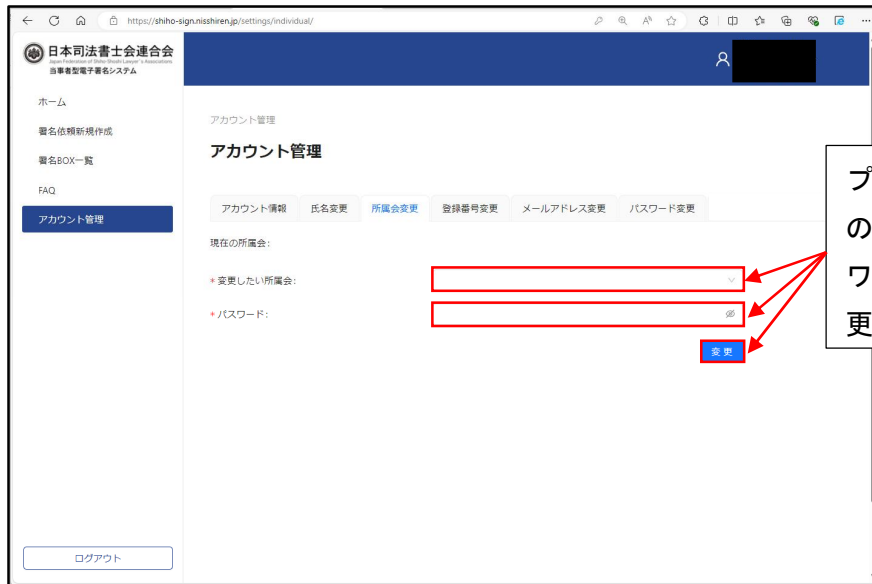 https://shiho-sign.nisshiren.jp/settings/individual/
日本司法書士会連合会
Japan Federation of Shiho-Shoshi Lawyer's Associations
当事者型電子署名システム
ホーム
署名依頼新規作成
署名BOX一覧
FAQ
アカウント管理
ログアウト
アカウント管理
アカウント管理
アカウント情報 氏名変更 所属会変更 登録番号変更 メールアドレス変更 パスワード変更
現在の所属会:
* 変更したい所属会:
* パスワード:
変 更
プ
の
ワ
更